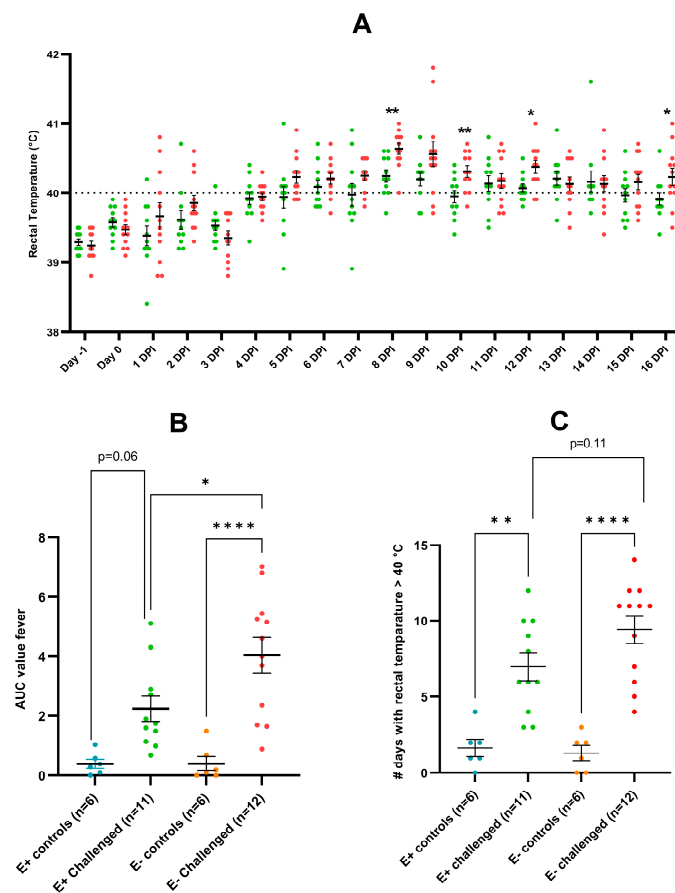 A
Rectal Temperature (°C)
42
41
40
39
38
** ** * *
Day -1 Day 0 1 DPI 2 DPI 3 DPI 4 DPI 5 DPI 6 DPI 7 DPI 8 DPI 9 DPI 10 DPI 11 DPI 12 DPI 13 DPI 14 DPI 15 DPI 16 DPI
B
p=0.06
*
****
AUC value fever
8
6
4
2
0
E+ controls (n=6) E+ Challenged (n=11) E- controls (n=6) E- Challenged (n=12)
C
p=0.11
** ****
# days with rectal temparature > 40 °C
15
10
5
0
E+ controls (n=6) E+ challenged (n=11) E- controls (n=6) E- challenged (n=12)